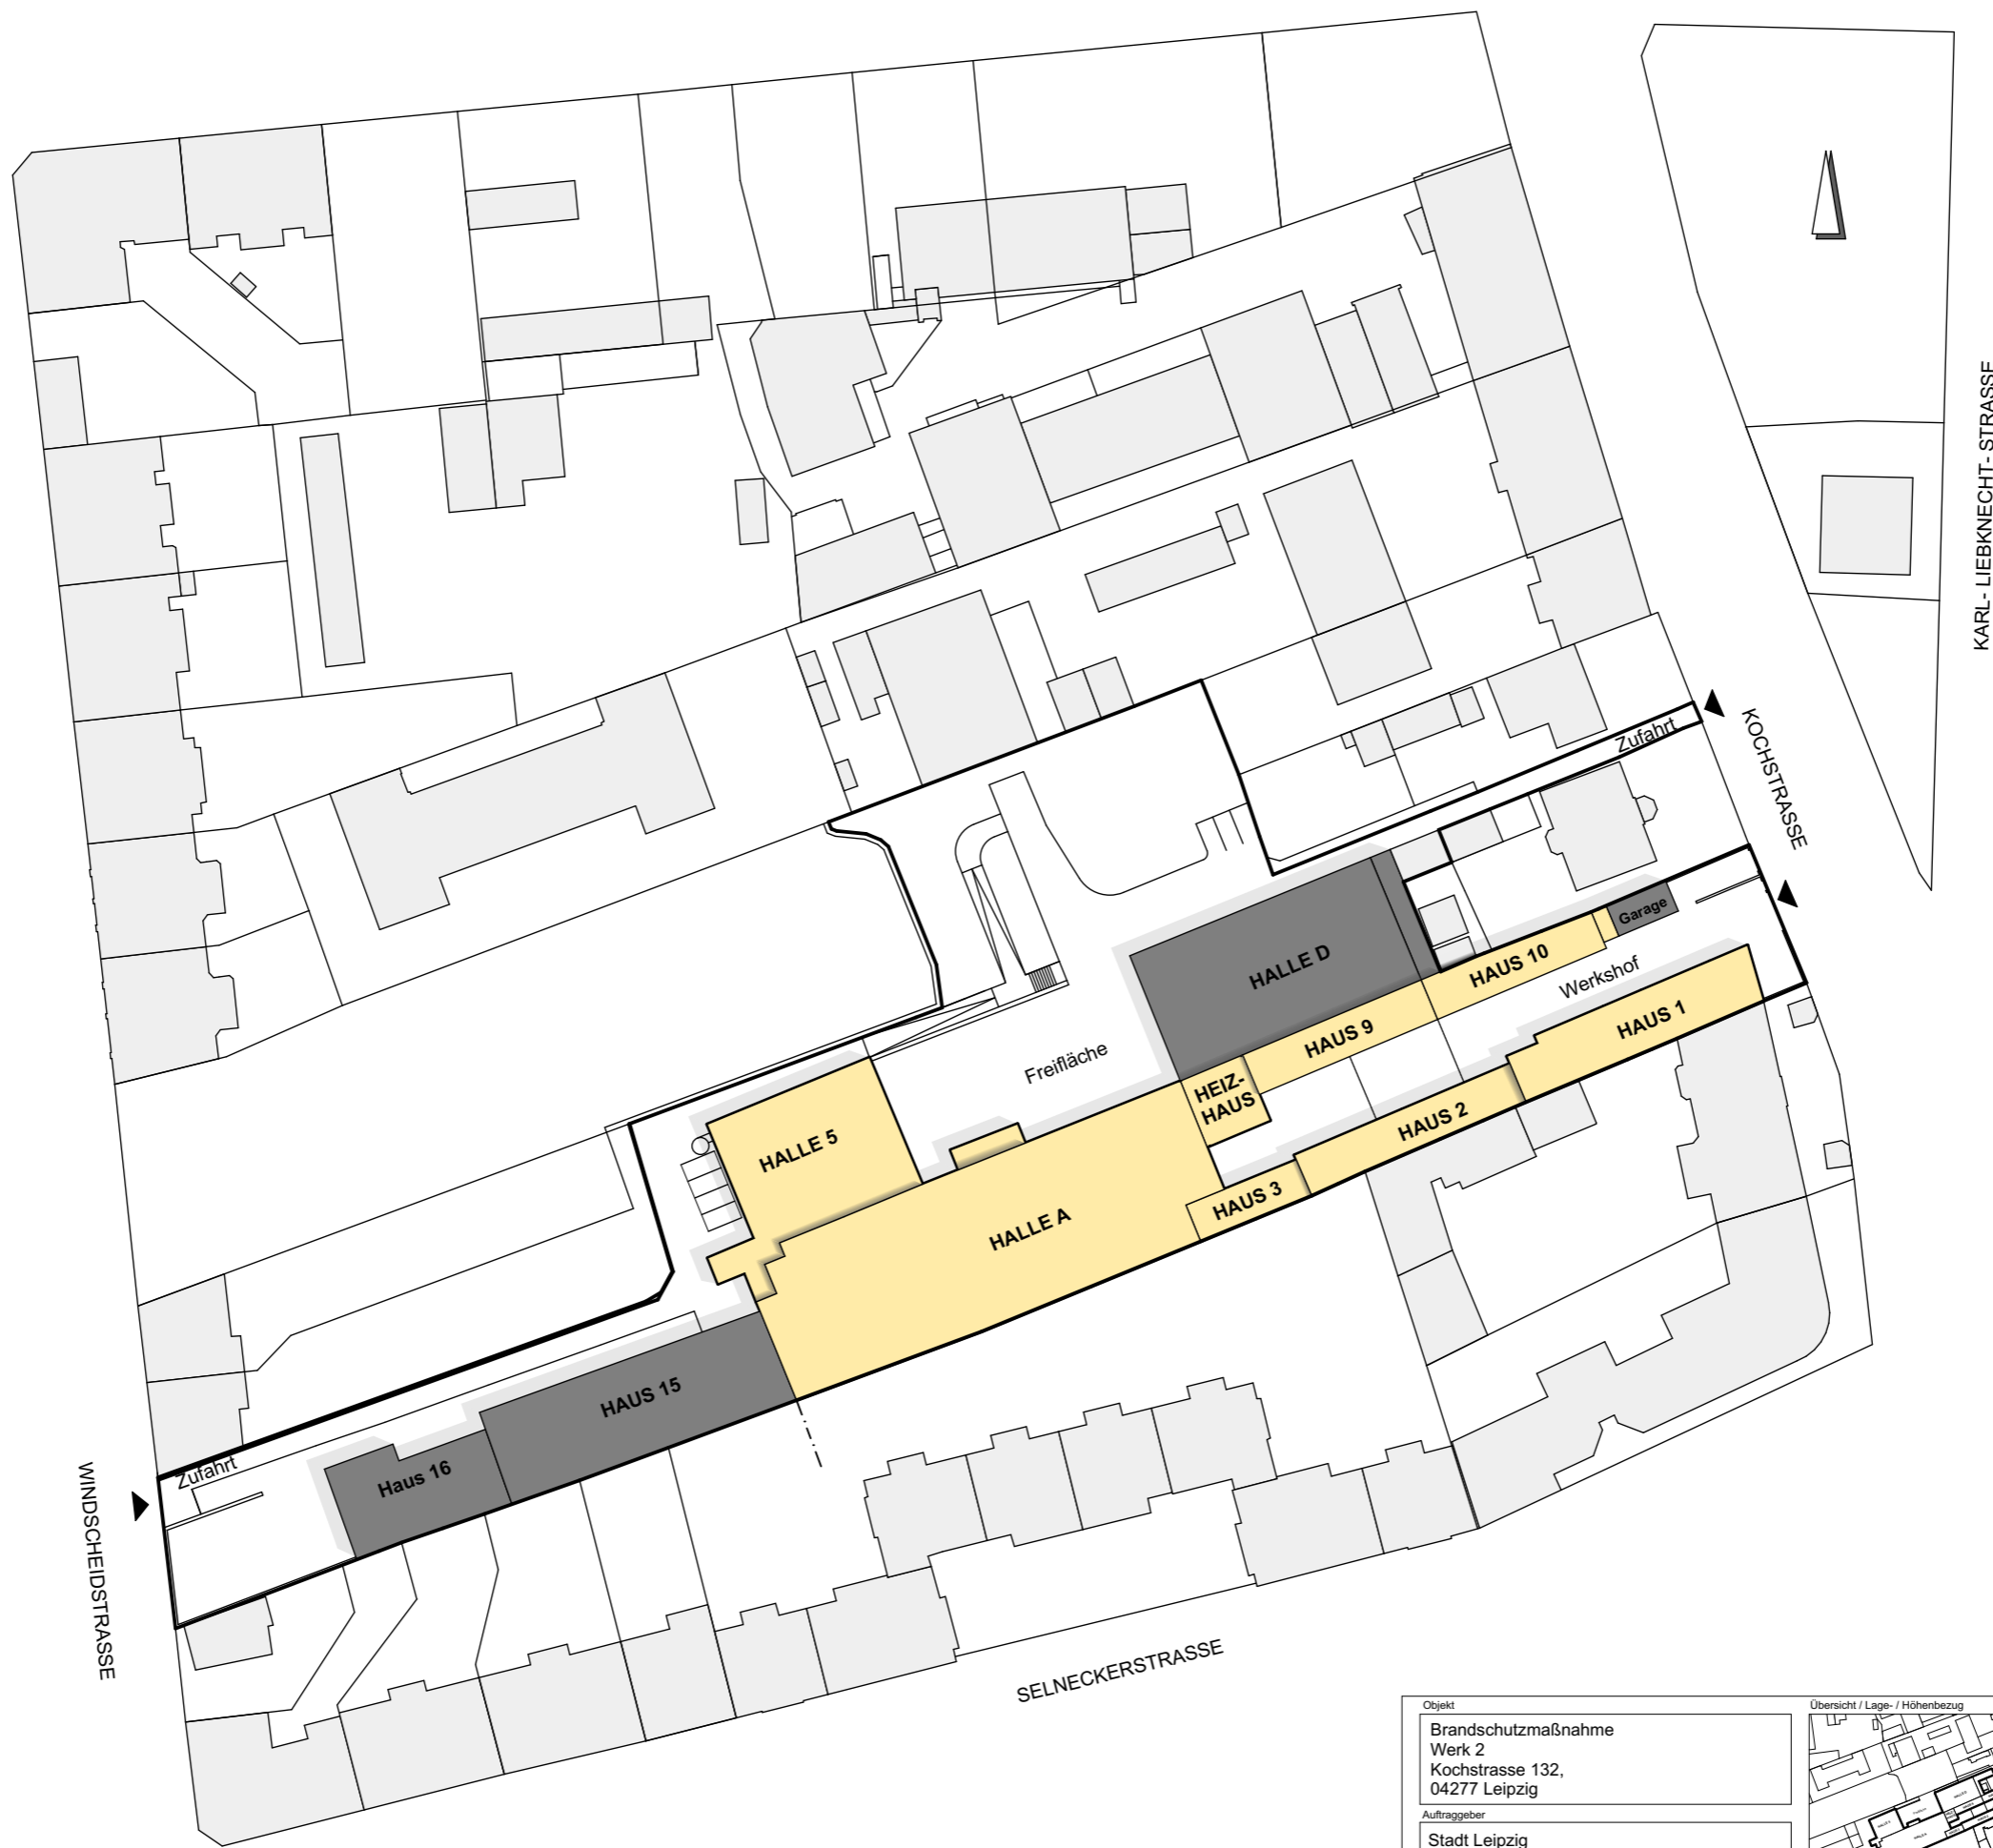 KARL- LIEBKNECHT- STRASSE
KOCHSTRASSE
Zufahrt
Garage
HALLE D
HAUS 10
Werkshof
HAUS 9
HAUS 1
Freifläche
HEIZ-
HAUS
HAUS 2
HALLE 5
HAUS 3
HALLE A
HAUS 15
Haus 16
Zufahrt
WINDSCHEIDSTRASSE
SELNECKERSTRASSE
Objekt
Brandschutzmaßnahme
Werk 2
Kochstrasse 132,
04277 Leipzig
Auftraggeber
Stadt Leipzig
Übersicht / Lage- / Höhenbezug